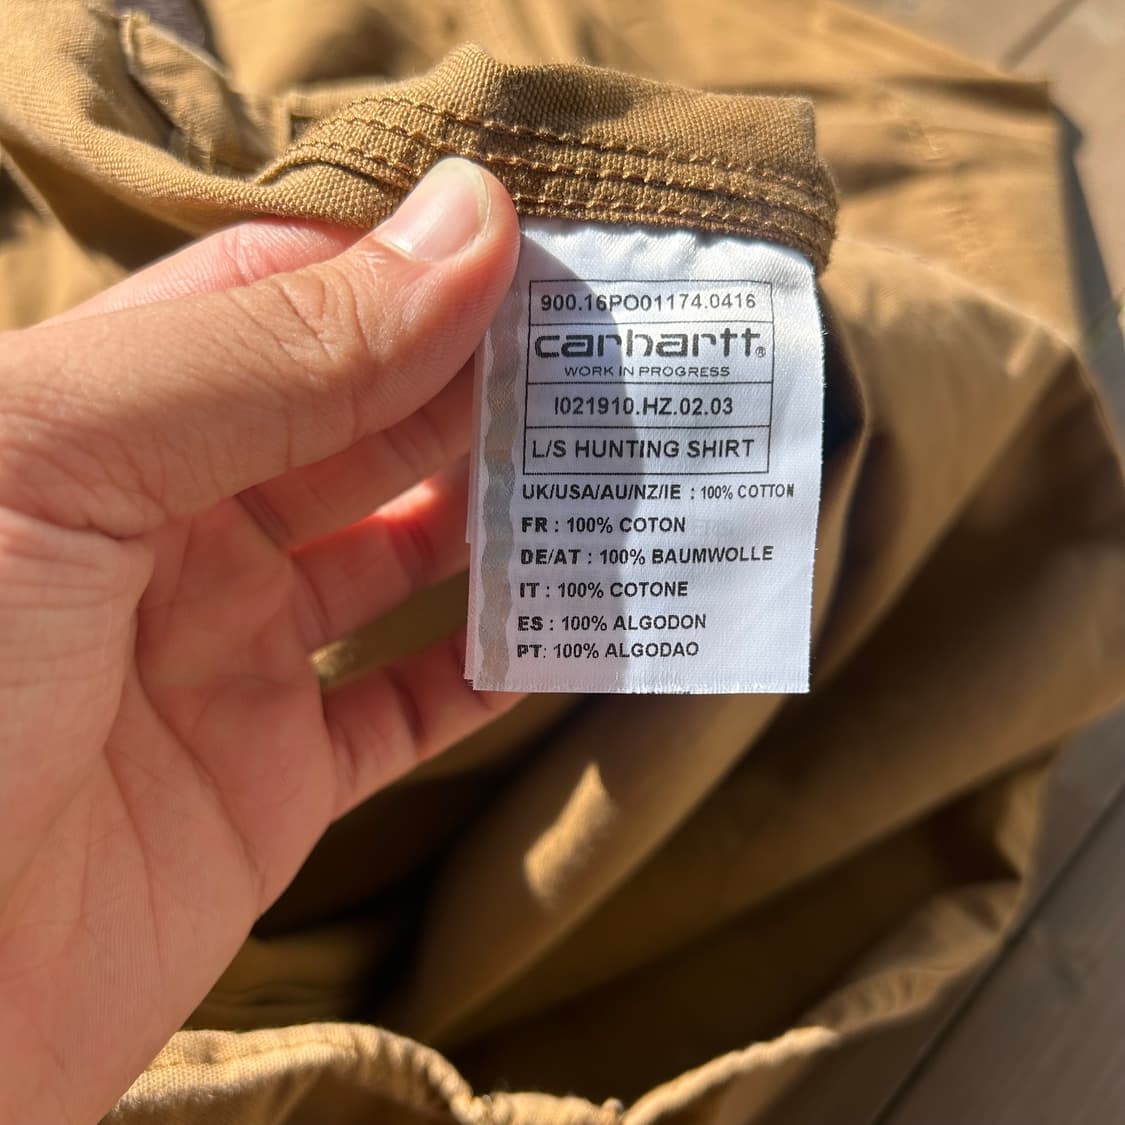 900.16PO01174.0416
carhartt®
WORK IN PROGRESS
I021910.HZ.02.03
L/S HUNTING SHIRT
UK/USA/AU/NZ/IE : 100% COTTON
FR : 100% COTON
DE/AT : 100% BAUMWOLLE
IT : 100% COTONE
ES : 100% ALGODON
PT: 100% ALGODAO